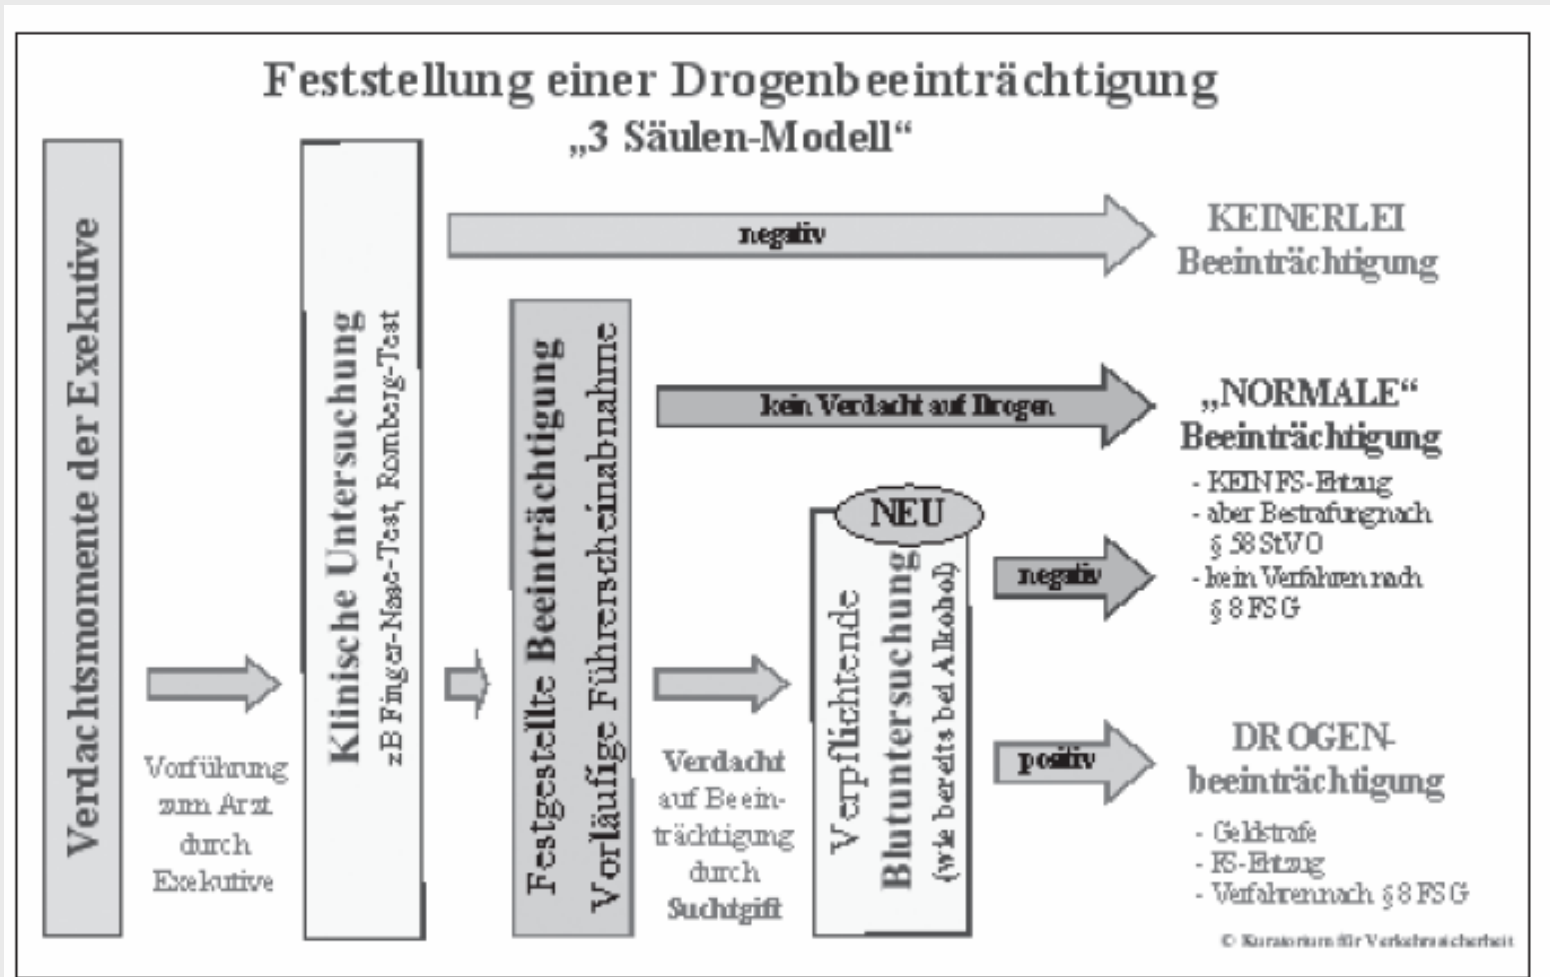 Feststellung einer Drogenbeeinträchtigung
„3 Säulen-Modell“
Verdachtsmomente der Exekutive
Vorführung
zum Arzt
durch
Exekutive
Klinische Untersuchung
zB Finger-Nase-Test, Romberg-Test
negativ
KEINERLEI
Beeinträchtigung
Festgestellte Beeinträchtigung
Vorläufige Führerscheinabnahme
kein Verdacht auf Drogen
„NORMALE“
Beeinträchtigung
- KEIN FS-Entzug
- aber Bestrafung nach
§ 58 StVO
- kein Verfahren nach
§ 8 FSG
Verdacht
auf Beein-
trächtigung
durch
Suchtgift
NEU
Verpflichtende
Blutuntersuchung
(wie bereits bei Alkohol)
negativ
positiv
DROGEN-
beeinträchtigung
- Geldstrafe
- FS-Entzug
- Verfahren nach § 8 FSG
© Kuratorium für Verkehrssicherheit